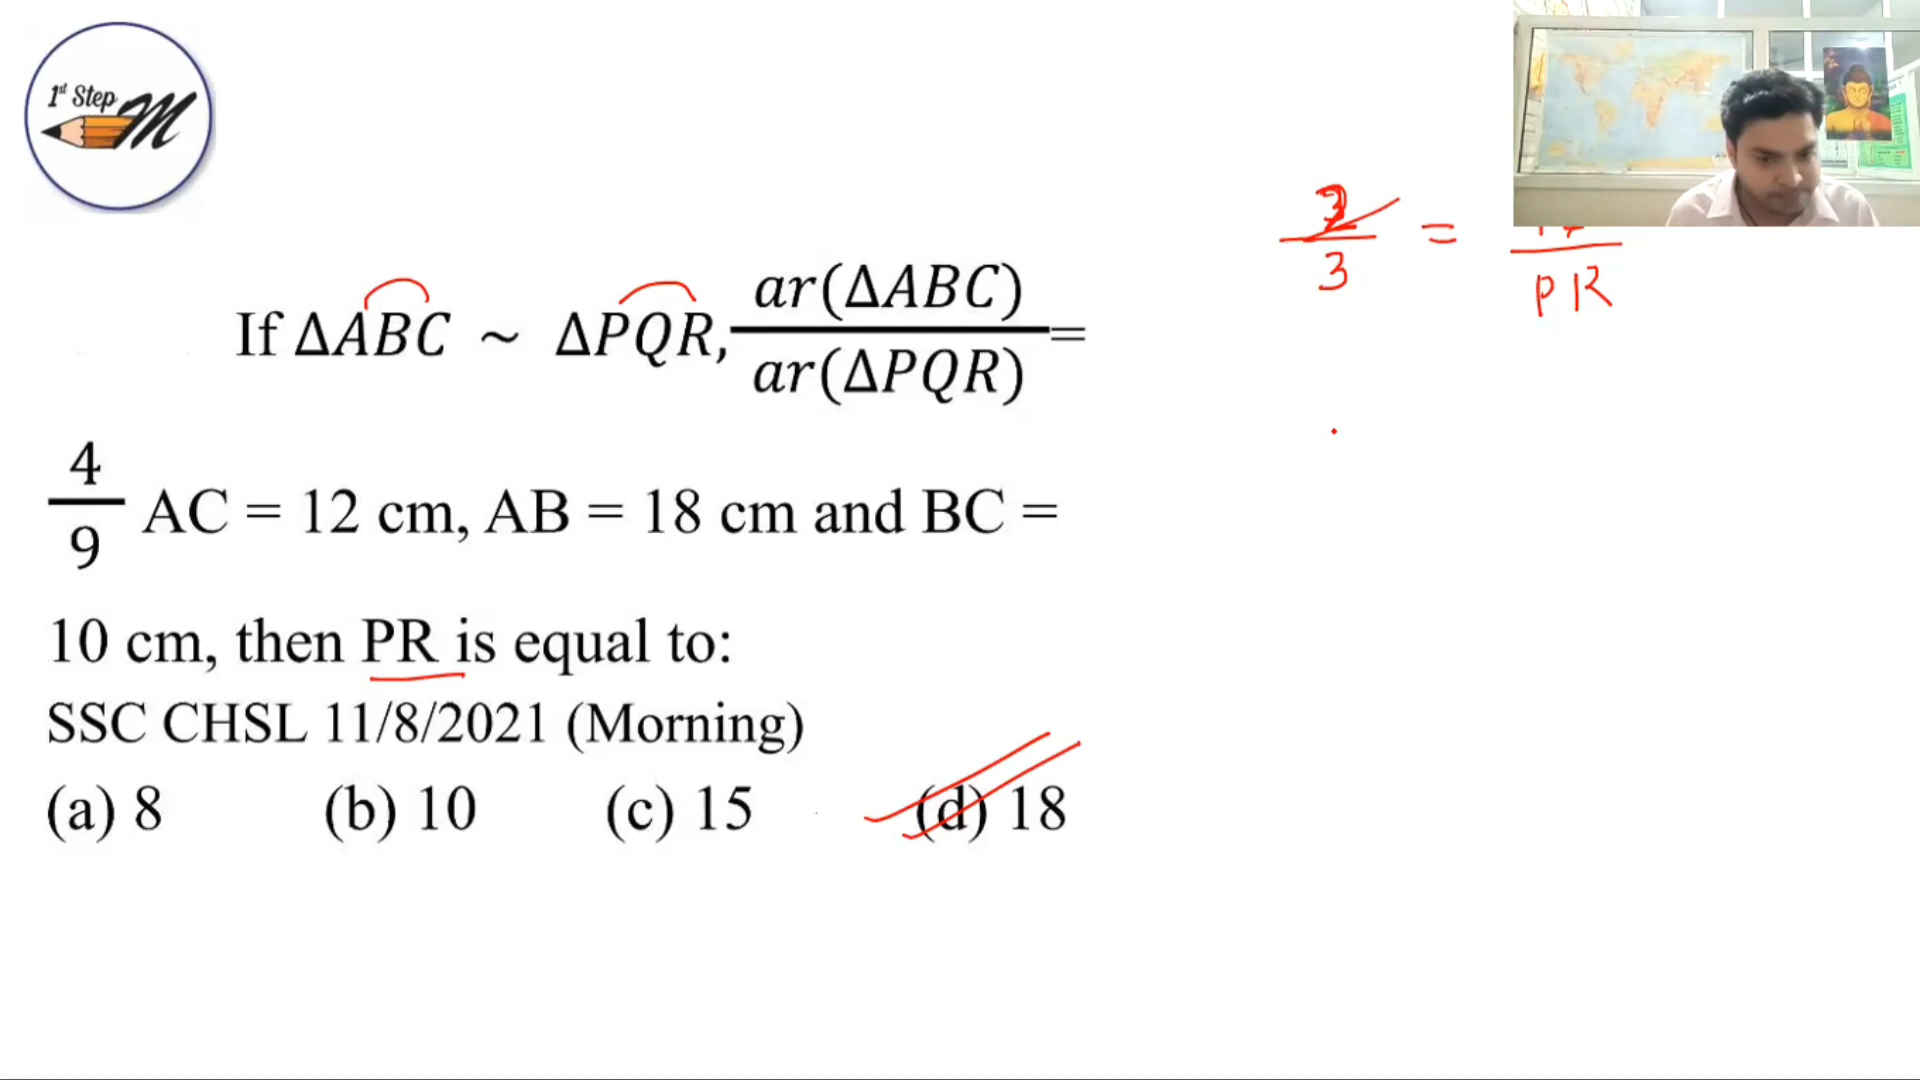 1st Step
M
2/3 = /PR
If ΔABC ~ ΔPQR, ar(ΔABC)/ar(ΔPQR) =
4/9 AC = 12 cm, AB = 18 cm and BC =
10 cm, then PR is equal to:
SSC CHSL 11/8/2021 (Morning)
(a) 8 (b) 10 (c) 15 (d) 18